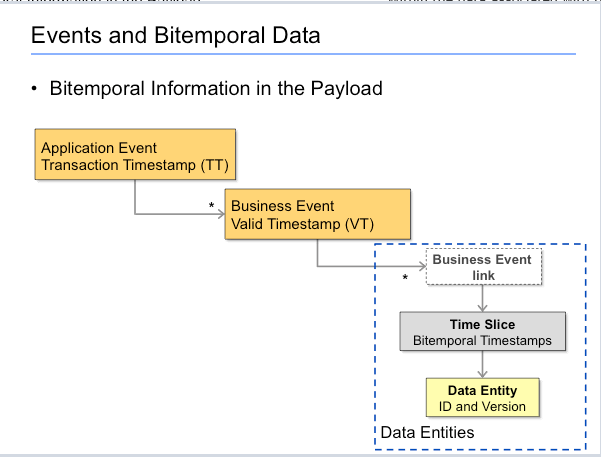 Events and Bitemporal Data
• Bitemporal Information in the Payload
Application Event
Transaction Timestamp (TT)
*
Business Event
Valid Timestamp (VT)
*
Business Event
link
Time Slice
Bitemporal Timestamps
Data Entity
ID and Version
Data Entities